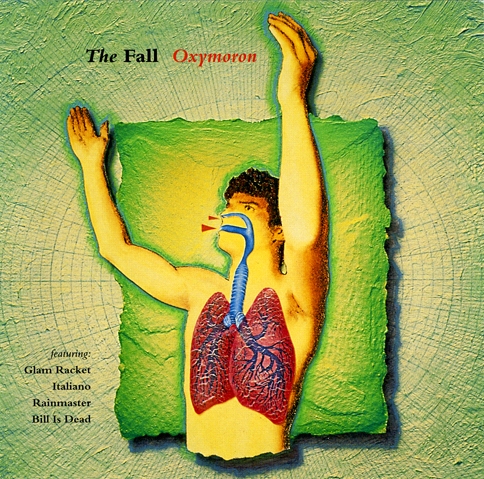 The Fall Oxymoron
featuring:
Glam Racket
Italiano
Rainmaster
Bill Is Dead